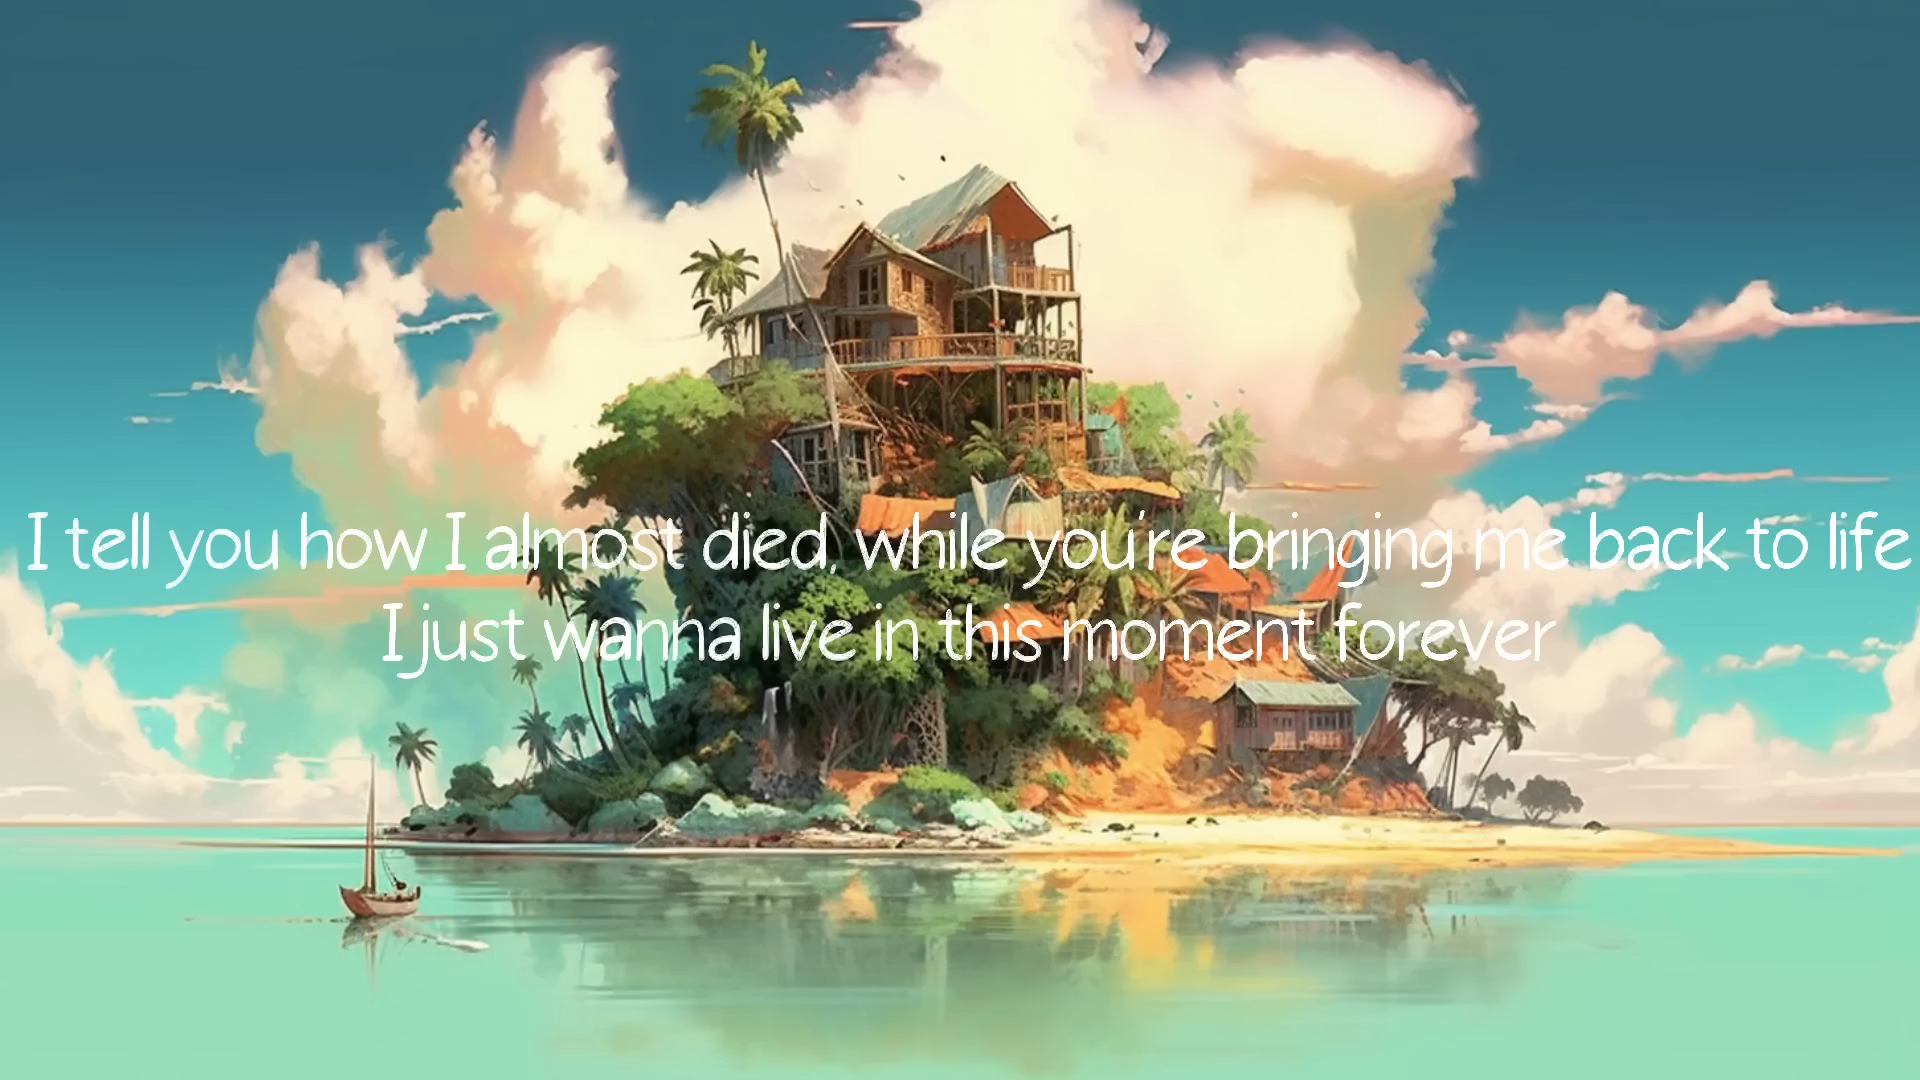 I tell you how I almost died, while you're bringing me back to life
I just wanna live in this moment forever